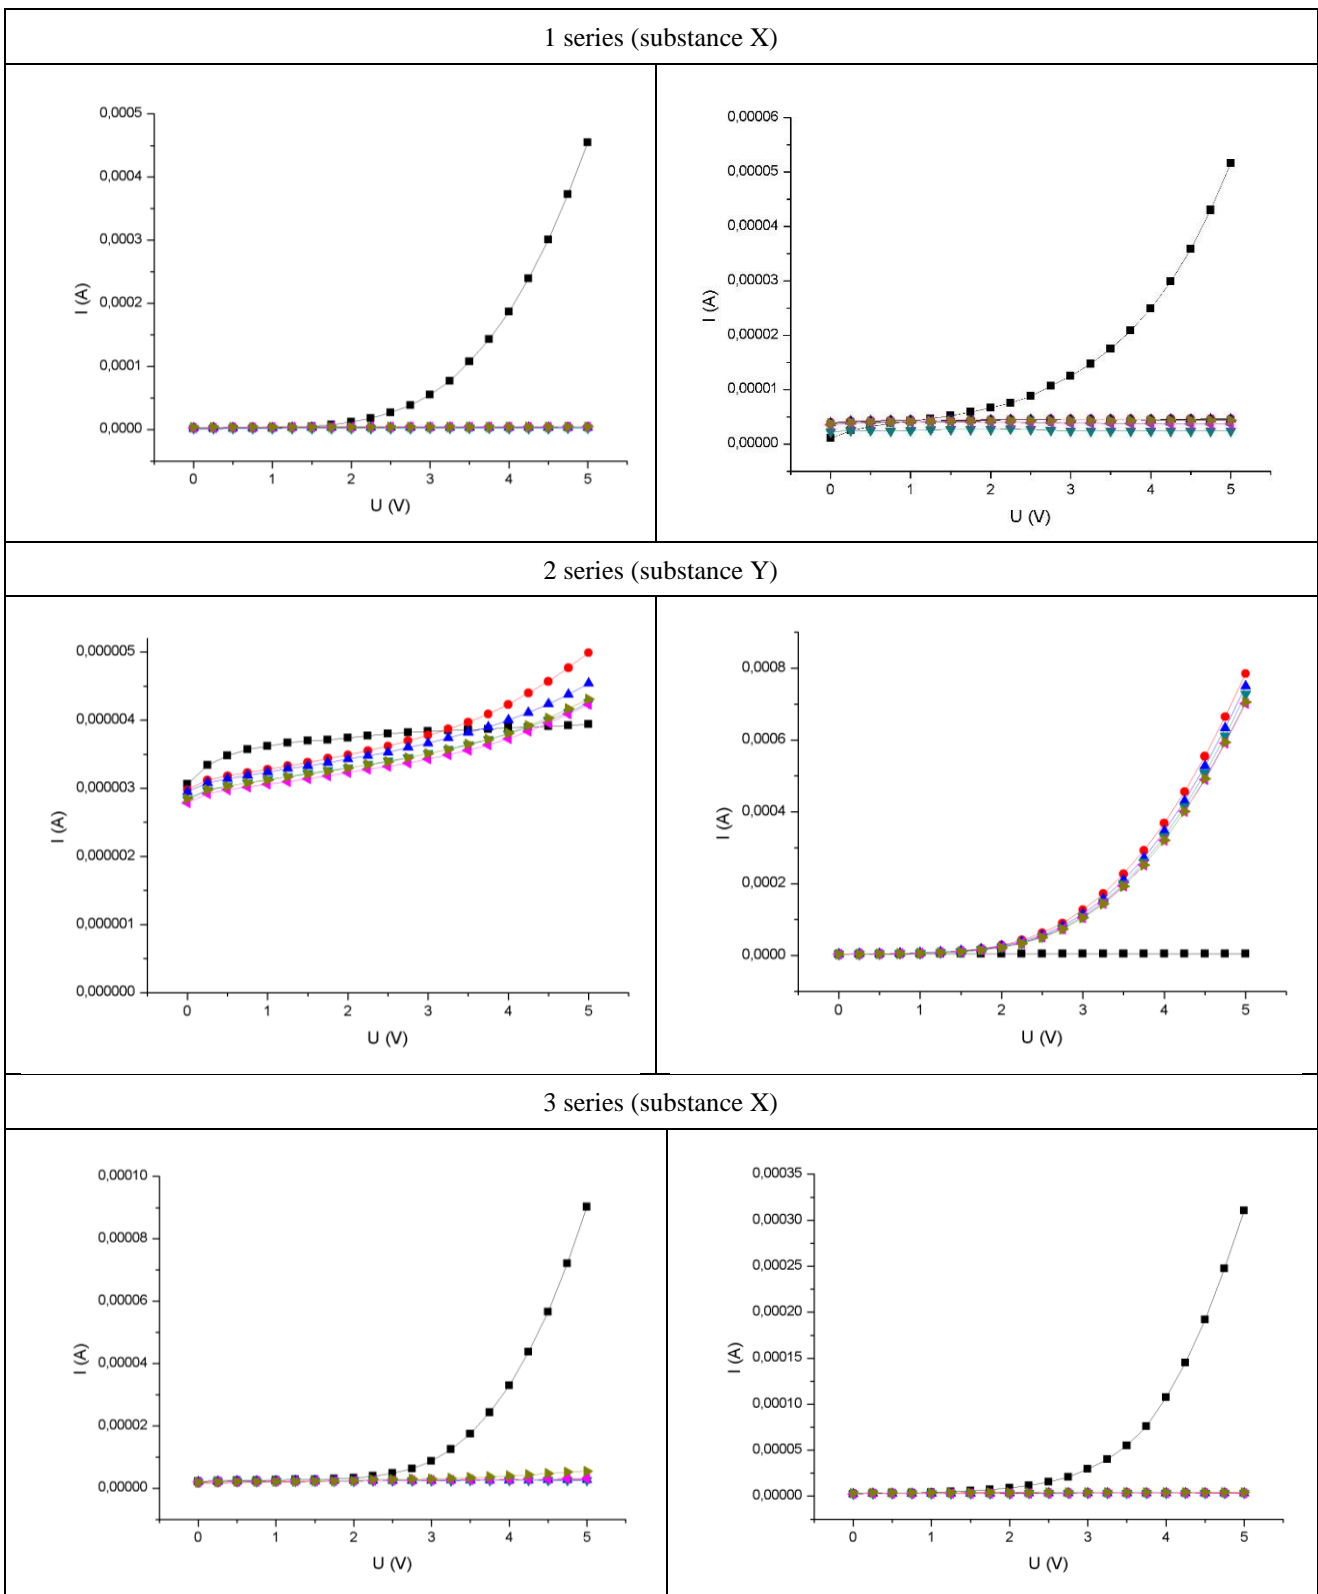 1 series (substance X)
0,0005
0,0004
0,0003
0,0002
0,0001
0,0000
I (A)
0 1 2 3 4 5
U (V)
0,00006
0,00005
0,00004
0,00003
0,00002
0,00001
0,00000
I (A)
0 1 2 3 4 5
U (V)
2 series (substance Y)
0,000005
0,000004
0,000003
0,000002
0,000001
0,000000
I (A)
0 1 2 3 4 5
U (V)
0,0008
0,0006
0,0004
0,0002
0,0000
I (A)
0 1 2 3 4 5
U (V)
3 series (substance X)
0,00010
0,00008
0,00006
0,00004
0,00002
0,00000
I (A)
0 1 2 3 4 5
U (V)
0,00035
0,00030
0,00025
0,00020
0,00015
0,00010
0,00005
0,00000
I (A)
0 1 2 3 4 5
U (V)